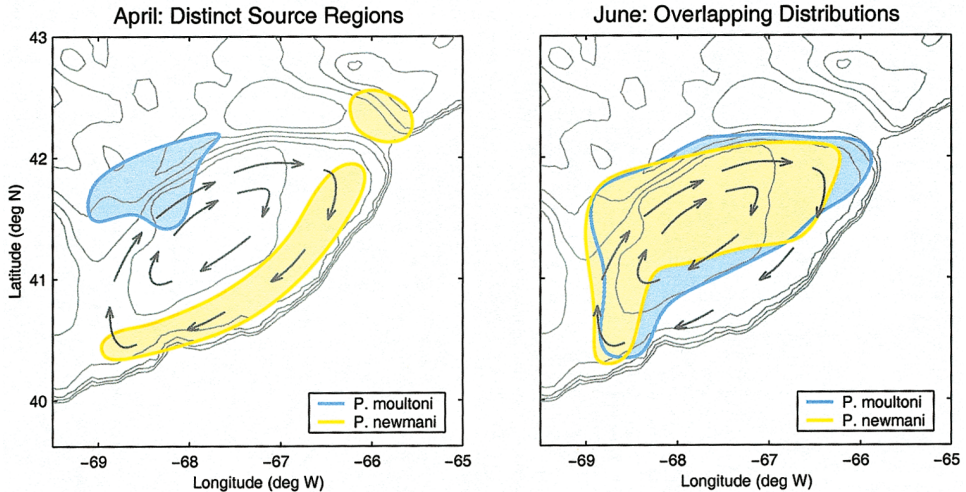 April: Distinct Source Regions
43
42
41
40
Latitude (deg N)
−69
−68
−67
−66
−65
Longitude (deg W)
P. moultoni
P. newmani
June: Overlapping Distributions
−69
−68
−67
−66
−65
Longitude (deg W)
P. moultoni
P. newmani